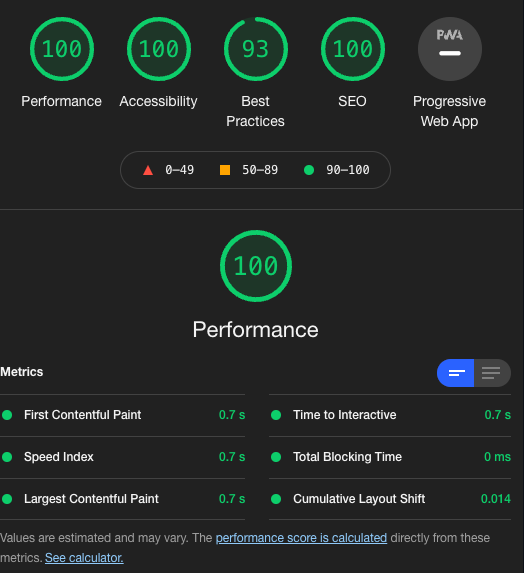 100 100 93 100 PWA
Performance Accessibility Best SEO Progressive
Practices Web App
0–49 50–89 90–100
100
Performance
Metrics
First Contentful Paint 0.7 s Time to Interactive 0.7 s
Speed Index 0.7 s Total Blocking Time 0 ms
Largest Contentful Paint 0.7 s Cumulative Layout Shift 0.014
Values are estimated and may vary. The performance score is calculated directly from these
metrics. See calculator.